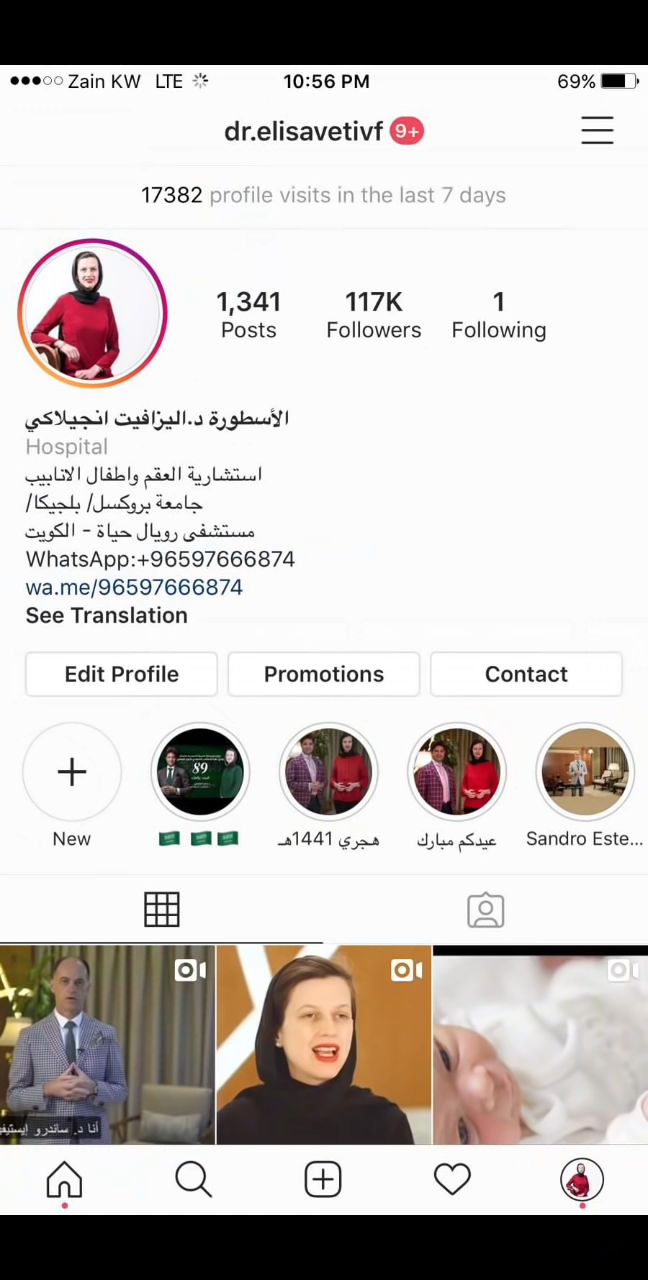 Zain KW LTE 10:56 PM 69%
dr.elisavetivf 9+
17382 profile visits in the last 7 days
1,341 117K 1
Posts Followers Following
الأسطورة د.اليزافيت انجيلاكي
Hospital
استشارية العقم واطفال الانابيب
جامعة بروكسل/ بلجيكا/
مستشفى رويال حياة - الكويت
WhatsApp:+96597666874
wa.me/96597666874
See Translation
Edit Profile Promotions Contact
89
New هجري 1441هـ عيدكم مبارك Sandro Este...
أنا د. ساندرو إيستيفي